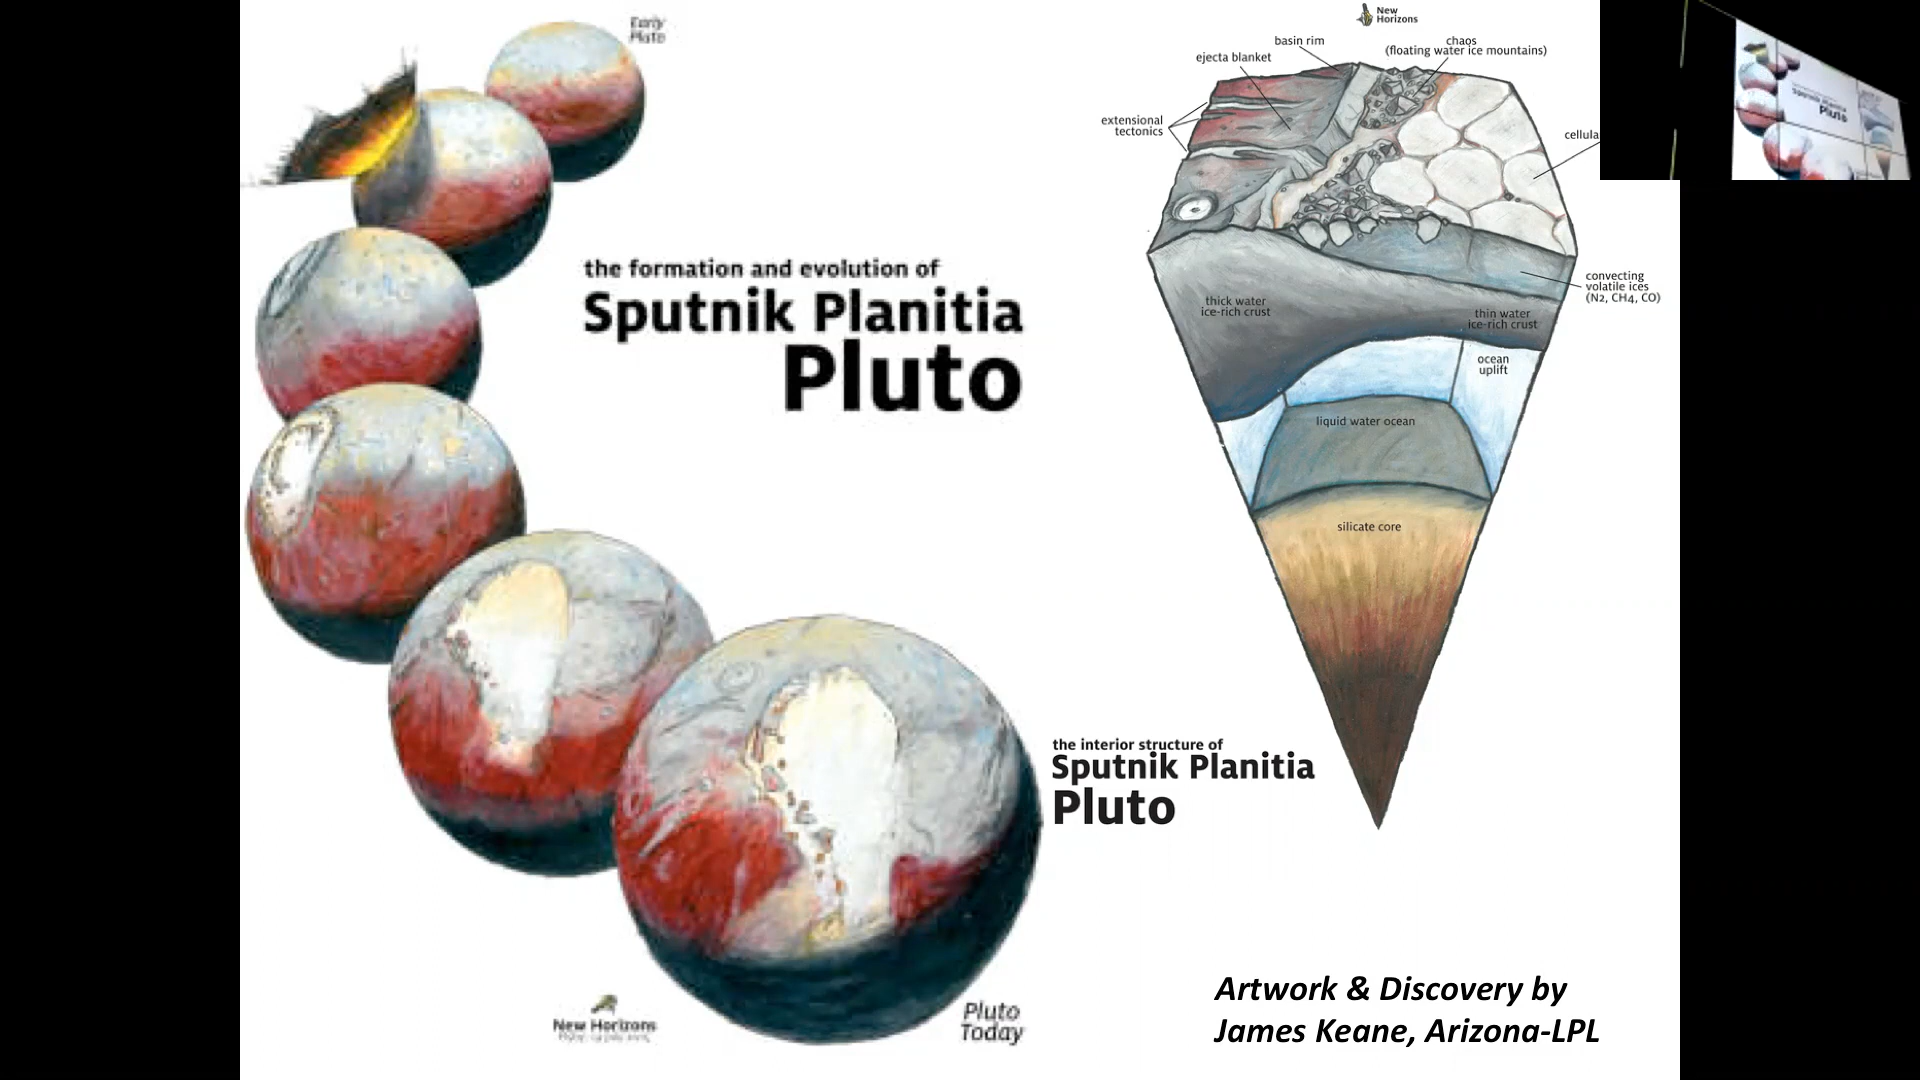 Early
Pluto
the formation and evolution of
Sputnik Planitia
Pluto
New Horizons
Pluto
Today
New
Horizons
basin rim
chaos
(floating water ice mountains)
ejecta blanket
extensional
tectonics
cellula
convecting
volatile ices
(N2, CH4, CO)
thick water
ice-rich crust
thin water
ice-rich crust
ocean
uplift
liquid water ocean
silicate core
the interior structure of
Sputnik Planitia
Pluto
Artwork & Discovery by
James Keane, Arizona-LPL
Sputnik Planitia
Pluto